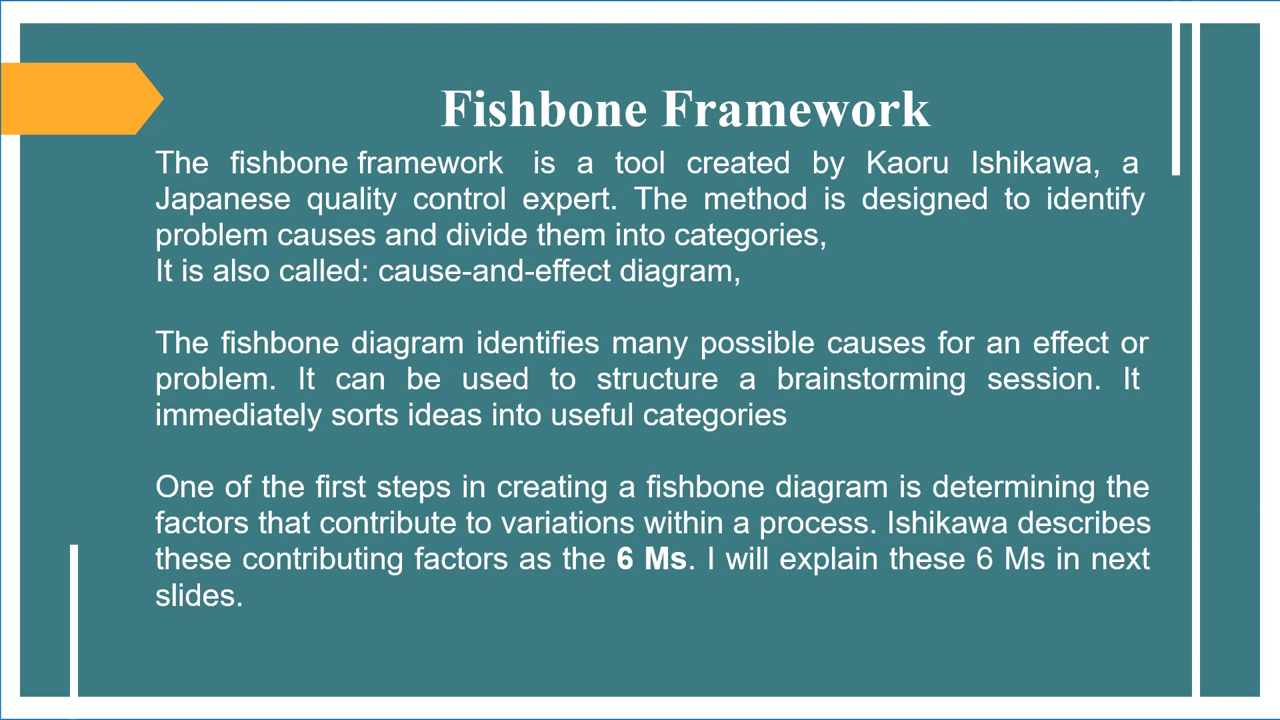 Fishbone Framework
The fishbone framework is a tool created by Kaoru Ishikawa, a
Japanese quality control expert. The method is designed to identify
problem causes and divide them into categories,
It is also called: cause-and-effect diagram,
The fishbone diagram identifies many possible causes for an effect or
problem. It can be used to structure a brainstorming session. It
immediately sorts ideas into useful categories
One of the first steps in creating a fishbone diagram is determining the
factors that contribute to variations within a process. Ishikawa describes
these contributing factors as the 6 Ms. I will explain these 6 Ms in next
slides.